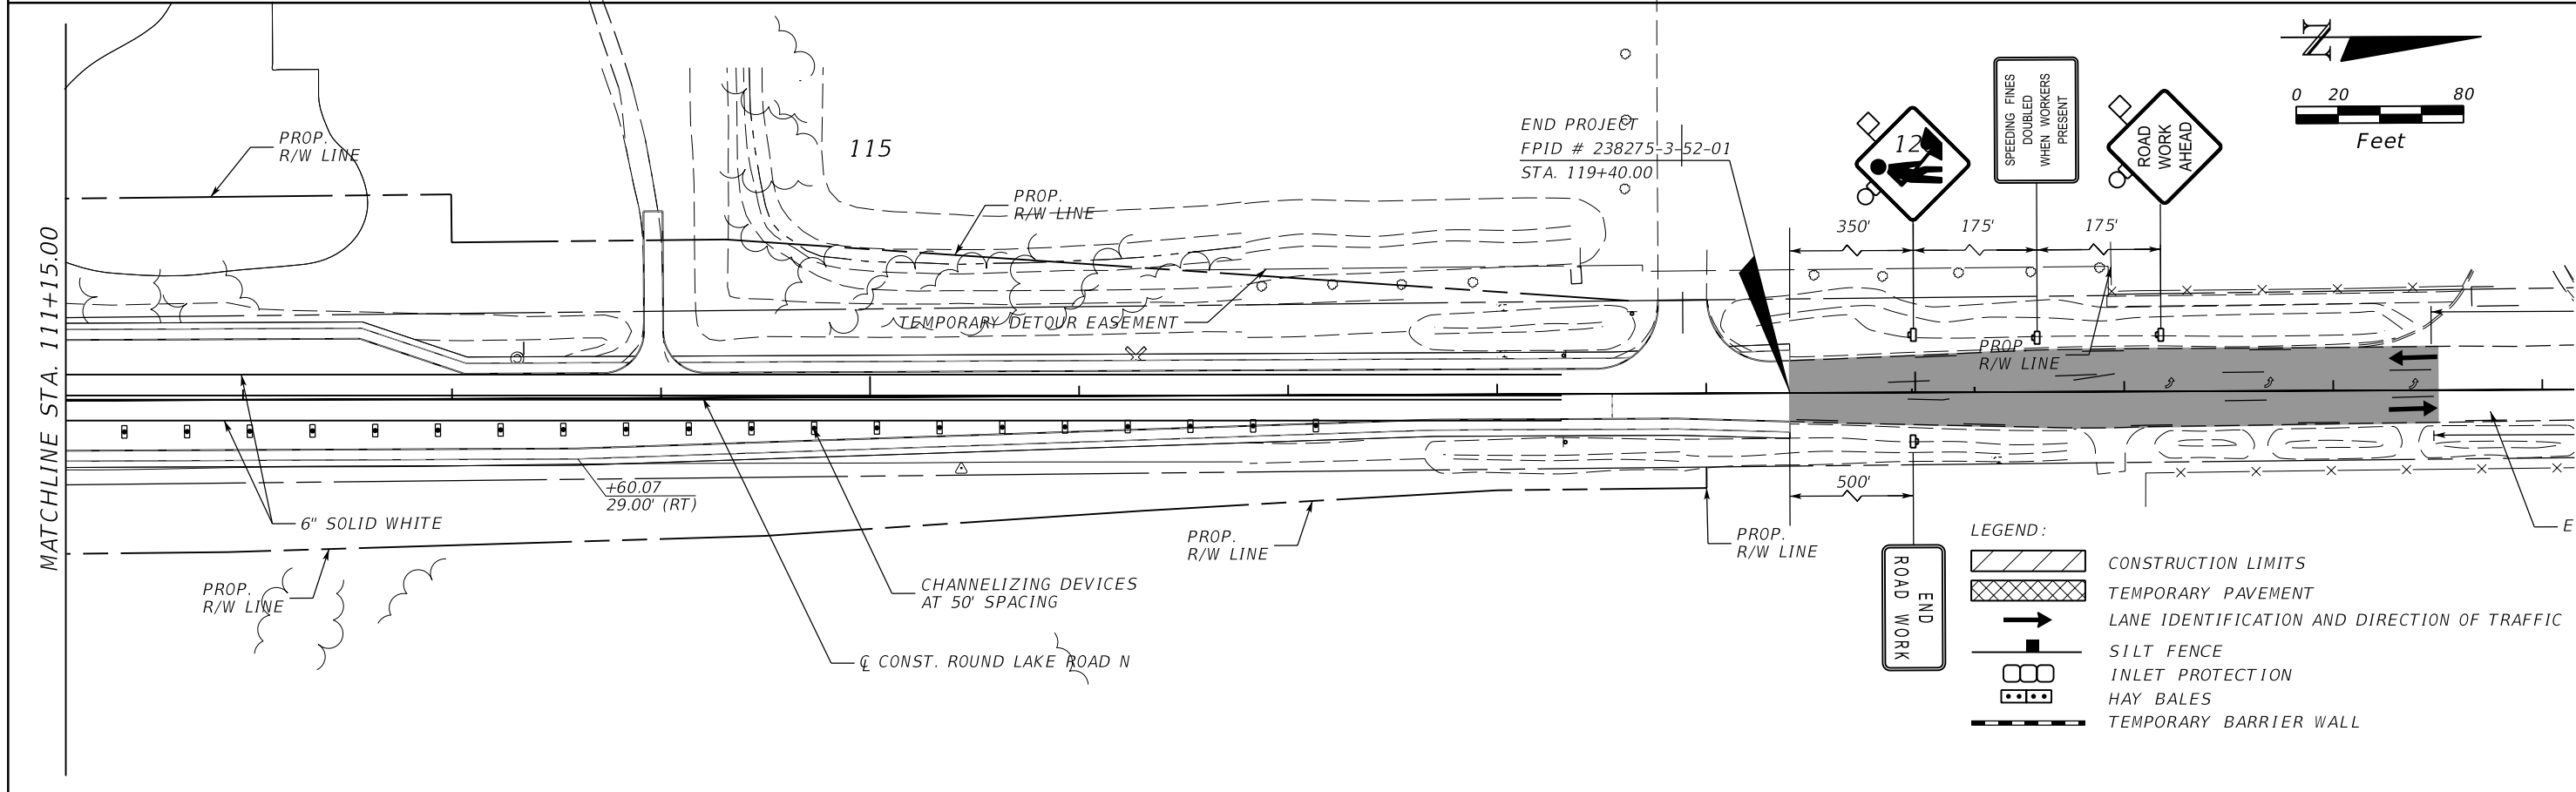 MATCHLINE STA. 111+15.00
PROP.
R/W LINE
115
PROP.
R/W LINE
TEMPORARY DETOUR EASEMENT
END PROJECT
FPID # 238275-3-52-01
STA. 119+40.00
SPEEDING FINES
DOUBLED
WHEN WORKERS
PRESENT
ROAD
WORK
AHEAD
N
0 20 80
Feet
350'
175'
175'
PROP.
R/W LINE
+60.07
29.00' (RT)
6" SOLID WHITE
PROP.
R/W LINE
CHANNELIZING DEVICES
AT 50' SPACING
℄ CONST. ROUND LAKE ROAD N
PROP.
R/W LINE
PROP.
R/W LINE
500'
END
ROAD WORK
E
LEGEND:
CONSTRUCTION LIMITS
TEMPORARY PAVEMENT
LANE IDENTIFICATION AND DIRECTION OF TRAFFIC
SILT FENCE
INLET PROTECTION
HAY BALES
TEMPORARY BARRIER WALL